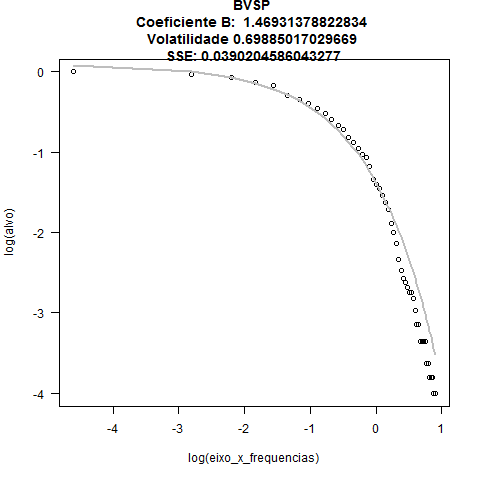 BVSP
Coeficiente B: 1.46931378822834
Volatilidade 0.69885017029669
SSE: 0.0390204586043277
0
-1
-2
-3
-4
log(alvo)
-4 -3 -2 -1 0 1
log(eixo_x_frequencias)